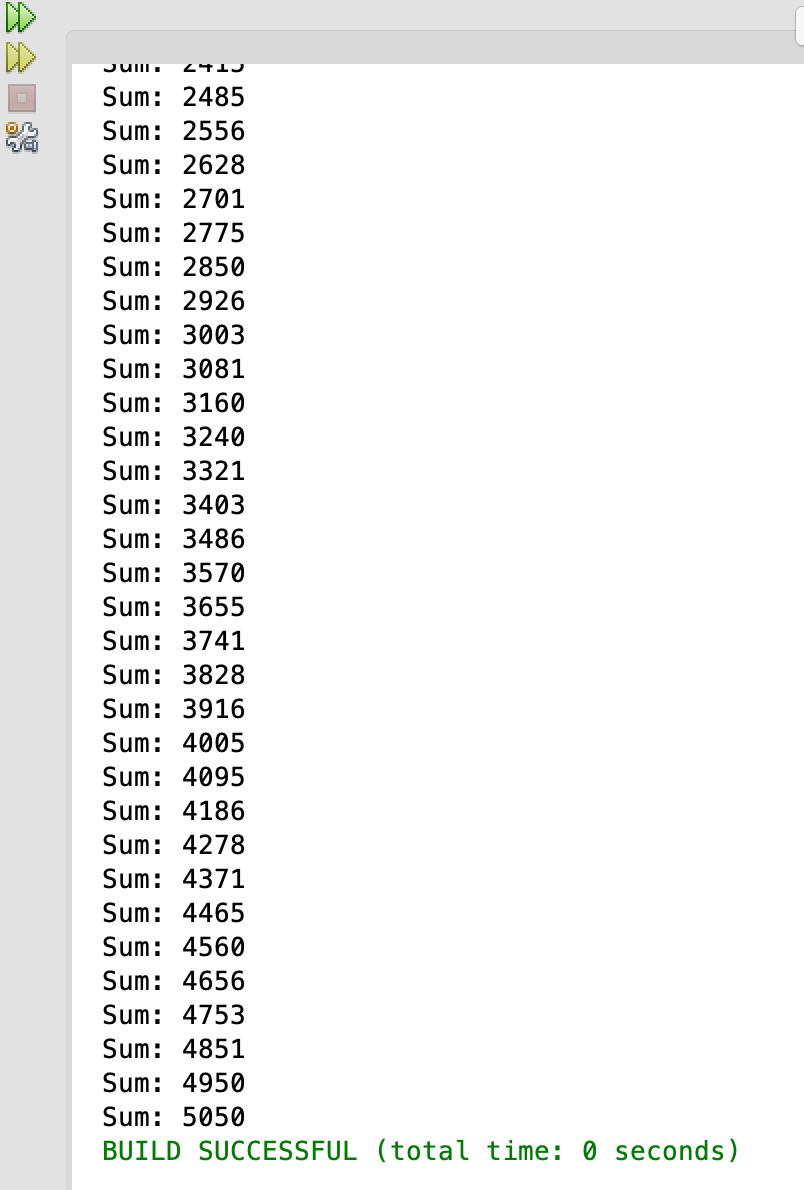 Sum: 2415
Sum: 2485
Sum: 2556
Sum: 2628
Sum: 2701
Sum: 2775
Sum: 2850
Sum: 2926
Sum: 3003
Sum: 3081
Sum: 3160
Sum: 3240
Sum: 3321
Sum: 3403
Sum: 3486
Sum: 3570
Sum: 3655
Sum: 3741
Sum: 3828
Sum: 3916
Sum: 4005
Sum: 4095
Sum: 4186
Sum: 4278
Sum: 4371
Sum: 4465
Sum: 4560
Sum: 4656
Sum: 4753
Sum: 4851
Sum: 4950
Sum: 5050
BUILD SUCCESSFUL (total time: 0 seconds)